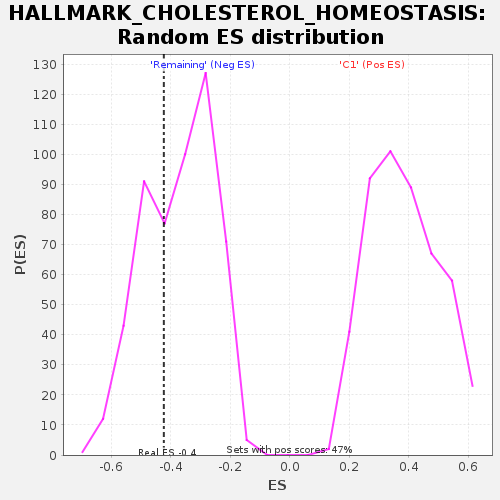 HALLMARK_CHOLESTEROL_HOMEOSTASIS:
Random ES distribution
'Remaining' (Neg ES)
'C1' (Pos ES)
130
120
110
100
90
80
70
60
50
40
30
20
10
0
P(ES)
Real ES -0.4
Sets with pos scores: 47%
-0.6 -0.4 -0.2 0.0 0.2 0.4 0.6
ES